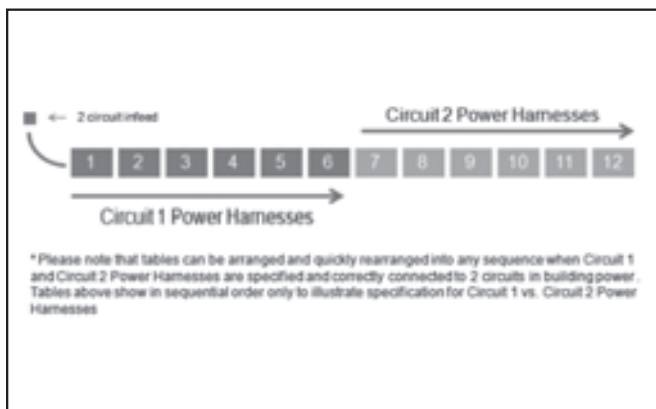 ← 2 circuit infeed
Circuit 2 Power Harnesses
1 2 3 4 5 6 7 8 9 10 11 12
Circuit 1 Power Harnesses
*Please note that tables can be arranged and quickly rearranged into any sequence when Circuit 1
and Circuit 2 Power Harnesses are specified and correctly connected to 2 circuits in building power.
Tables above show in sequential order only to illustrate specification for Circuit 1 vs. Circuit 2 Power
Harnesses